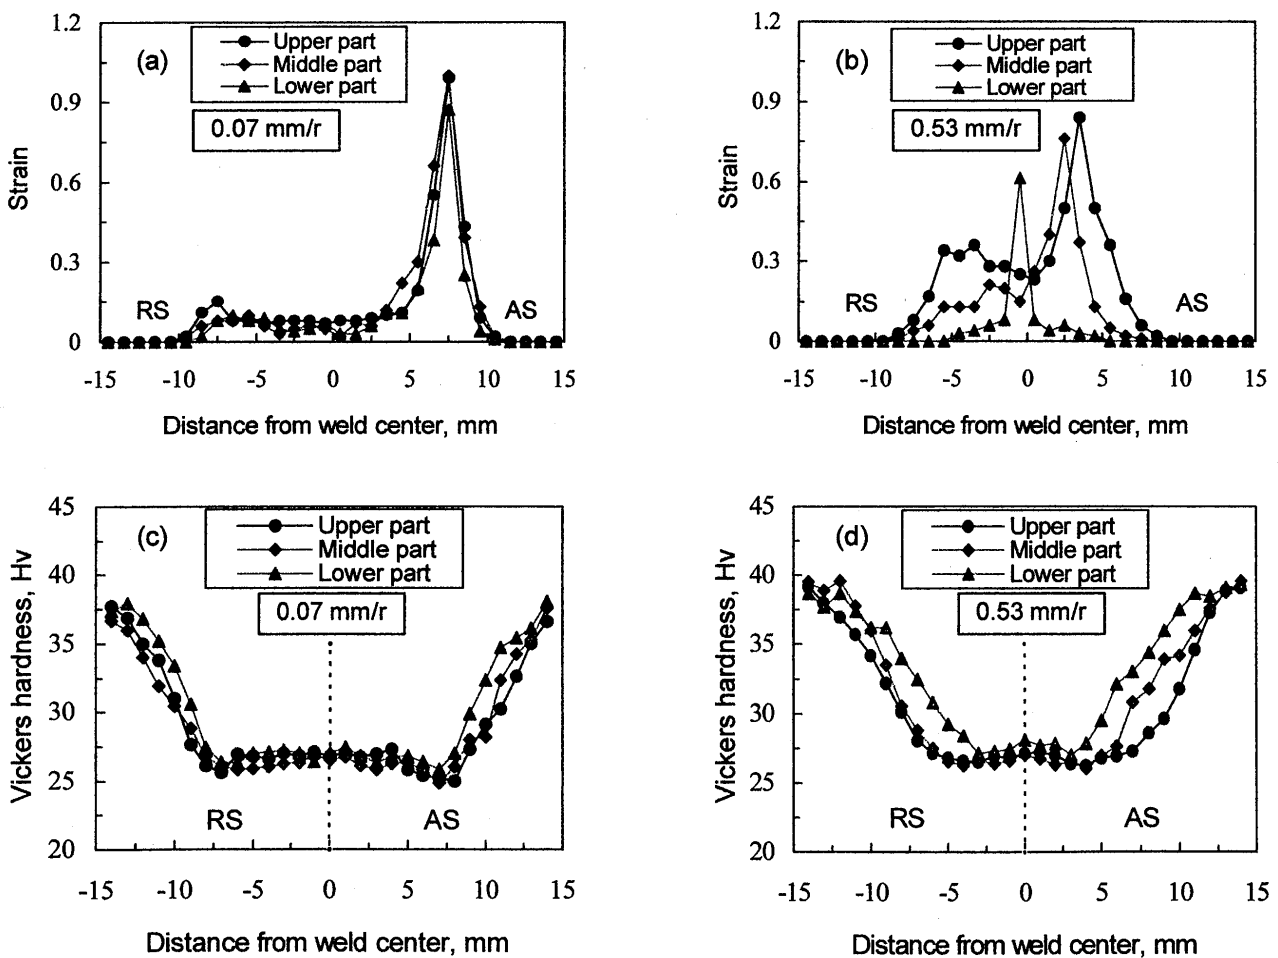 (a)
Upper part
Middle part
Lower part
0.07 mm/r
1.2
0.9
0.6
0.3
0
Strain
RS
AS
-15 -10 -5 0 5 10 15
Distance from weld center, mm
(b)
Upper part
Middle part
Lower part
0.53 mm/r
1.2
0.9
0.6
0.3
0
Strain
RS
AS
-15 -10 -5 0 5 10 15
Distance from weld center, mm
(c)
Upper part
Middle part
Lower part
0.07 mm/r
45
40
35
30
25
20
Vickers hardness, Hv
RS
AS
-15 -10 -5 0 5 10 15
Distance from weld center, mm
(d)
Upper part
Middle part
Lower part
0.53 mm/r
45
40
35
30
25
20
Vickers hardness, Hv
RS
AS
-15 -10 -5 0 5 10 15
Distance from weld center, mm